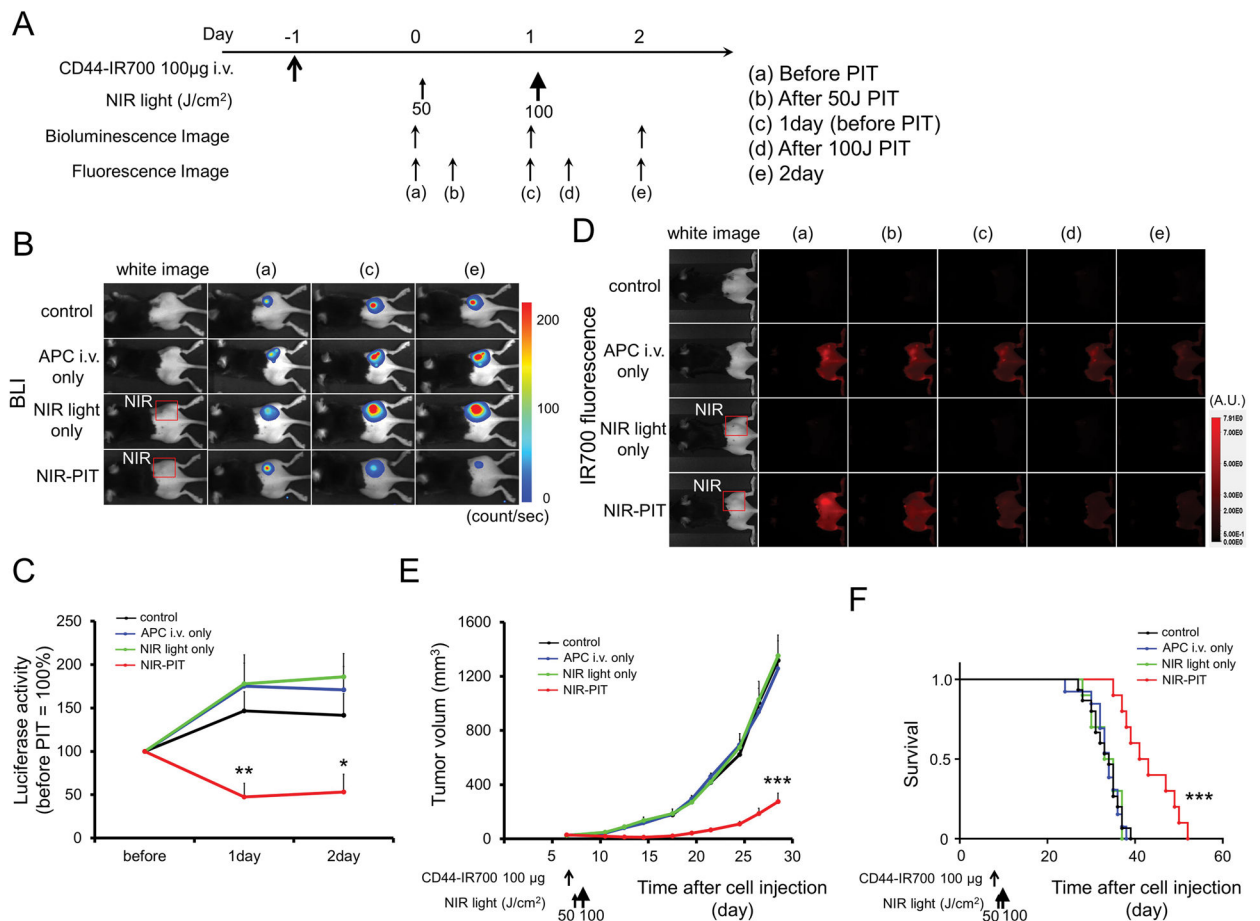 A
Day -1 0 1 2
CD44-IR700 100µg i.v.
NIR light (J/cm²)
50 100
Bioluminescence Image
Fluorescence Image
(a) (b) (c) (d) (e)
(a) Before PIT
(b) After 50J PIT
(c) 1day (before PIT)
(d) After 100J PIT
(e) 2day
B
white image (a) (c) (e)
BLI
control
APC i.v. only
NIR light only
NIR-PIT
NIR
NIR
200
100
0
(count/sec)
D
white image (a) (b) (c) (d) (e)
IR700 fluorescence
control
APC i.v. only
NIR light only
NIR-PIT
NIR
NIR
(A.U.)
7.91E0
7.00E0
5.00E0
3.00E0
2.00E0
5.00E-1
0.00E0
C
Luciferase activity
(before PIT = 100%)
250
200
150
100
50
0
control
APC i.v. only
NIR light only
NIR-PIT
**
*
before 1day 2day
E
Tumor volum (mm³)
1600
1200
800
400
0
control
APC i.v. only
NIR light only
NIR-PIT
***
0 5 10 15 20 25 30
CD44-IR700 100 µg
NIR light (J/cm²)
50 100
Time after cell injection
(day)
F
Survival
1.0
0.5
0.0
control
APC i.v. only
NIR light only
NIR-PIT
***
0 20 40 60
CD44-IR700 100 µg
NIR light (J/cm²)
50 100
Time after cell injection
(day)